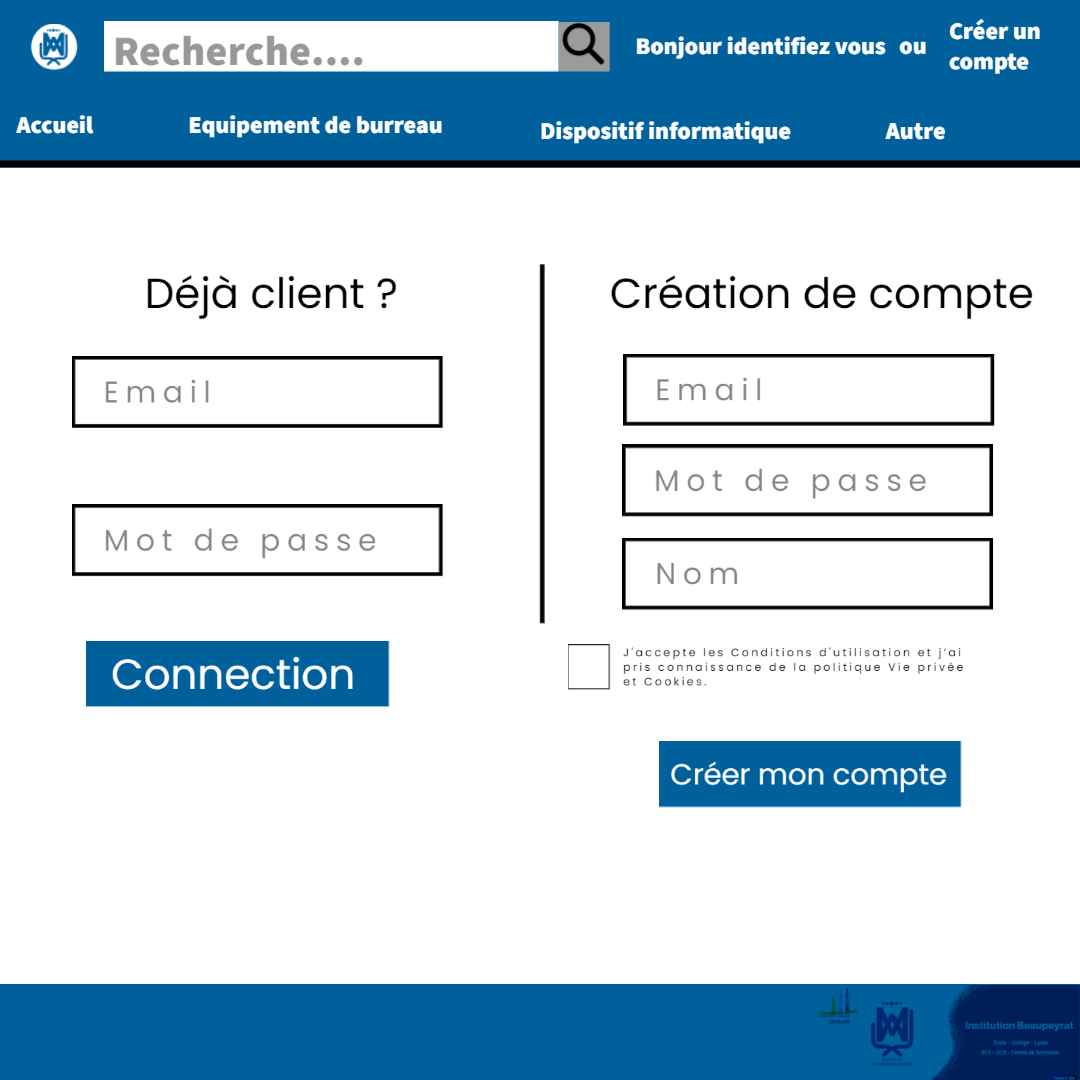 Recherche....
Bonjour identifiez vous ou
Créer un
compte
Accueil
Equipement de burreau
Dispositif informatique
Autre
Déjà client ?
Email
Mot de passe
Connection
Création de compte
Email
Mot de passe
Nom
J'accepte les Conditions d'utilisation et j'ai
pris connaissance de la politique Vie privée
et Cookies.
Créer mon compte
Institution Beaupeyrat
École - Collège - Lycée